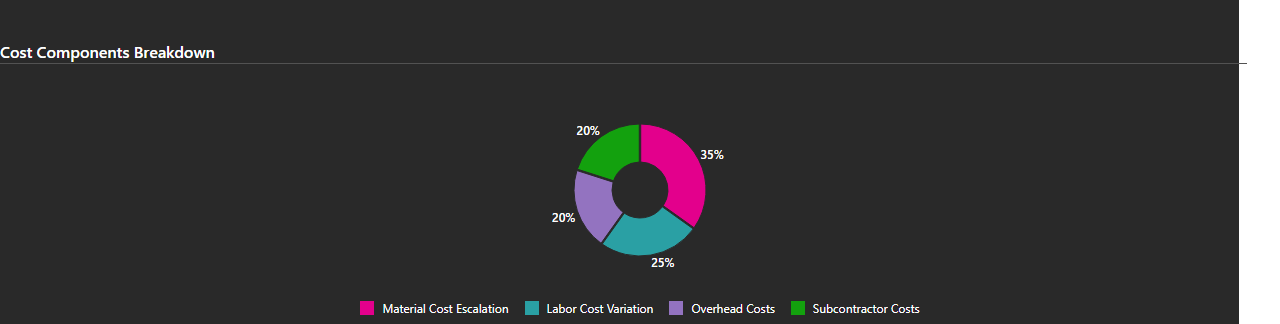 Cost Components Breakdown
20%
35%
20%
25%
Material Cost Escalation Labor Cost Variation Overhead Costs Subcontractor Costs